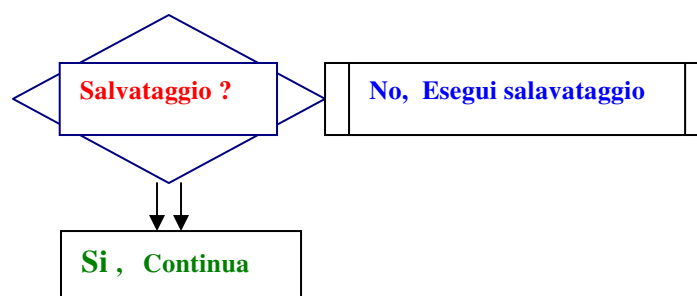 Salvataggio ?
No, Esegui salavataggio
Si , Continua